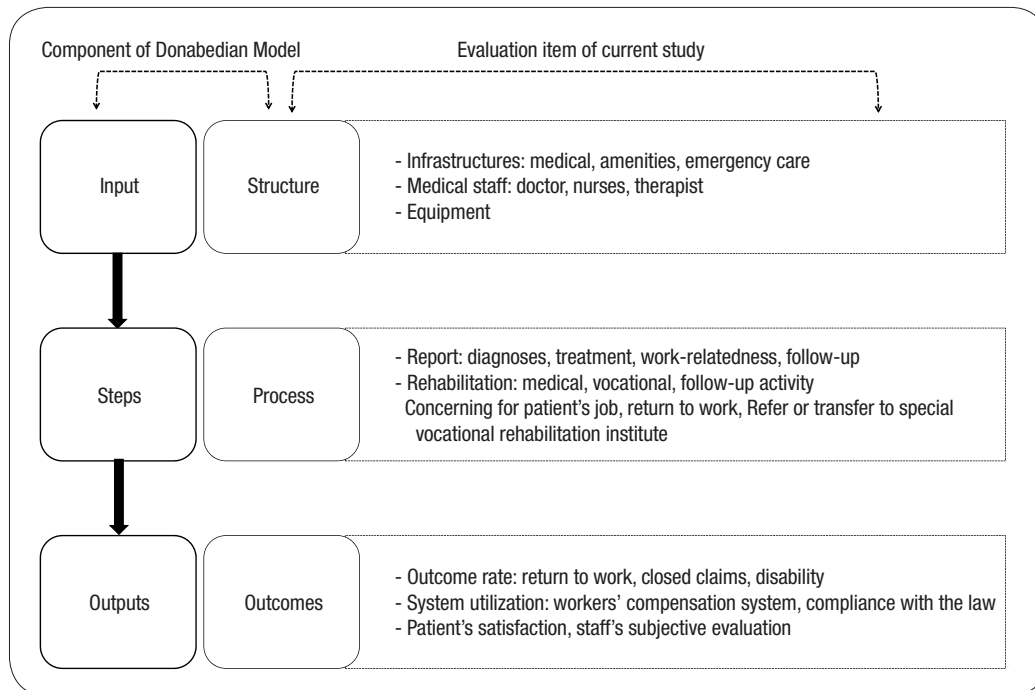 Component of Donabedian Model
Evaluation item of current study
Input
Structure
- Infrastructures: medical, amenities, emergency care
- Medical staff: doctor, nurses, therapist
- Equipment
Steps
Process
- Report: diagnoses, treatment, work-relatedness, follow-up
- Rehabilitation: medical, vocational, follow-up activity
Concerning for patient's job, return to work, Refer or transfer to special
vocational rehabilitation institute
Outputs
Outcomes
- Outcome rate: return to work, closed claims, disability
- System utilization: workers' compensation system, compliance with the law
- Patient's satisfaction, staff's subjective evaluation